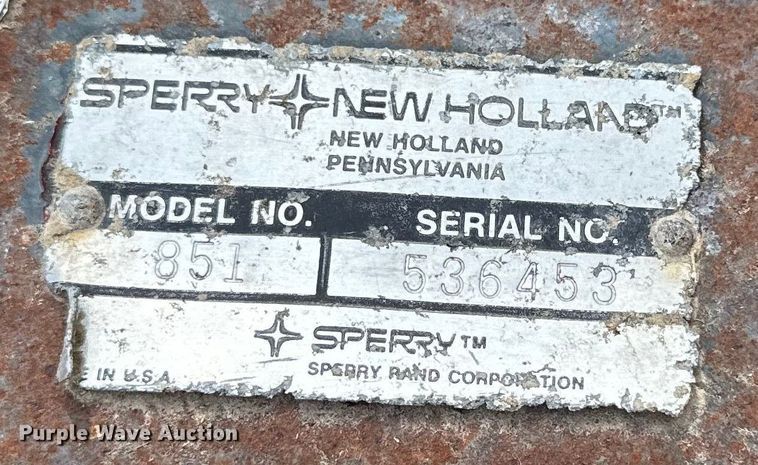 SPERRY NEW HOLLAND™
NEW HOLLAND
PENNSYLVANIA
MODEL NO. SERIAL NO.
851 536453
SPERRY™
E IN U.S.A. SPERRY RAND CORPORATION
Purple Wave Auction